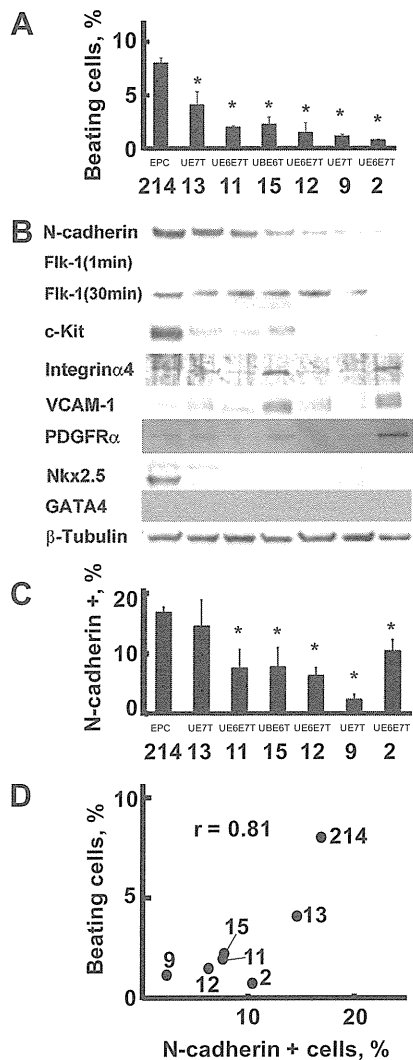 A
Beating cells, %
10
5
0
* * * * * *
EPC UE7T UE6E7T UBE6T UE6E7T UE7T UE6E7T
214 13 11 15 12 9 2
B
N-cadherin
Flk-1(1min)
Flk-1(30min)
c-Kit
Integrinα4
VCAM-1
PDGFRα
Nkx2.5
GATA4
β-Tubulin
C
N-cadherin +, %
20
10
0
* * * * *
EPC UE7T UE6E7T UBE6T UE6E7T UE7T UE6E7T
214 13 11 15 12 9 2
D
Beating cells, %
10
5
0
r = 0.81
214
13
15
11
9
12
2
10 20
N-cadherin + cells, %